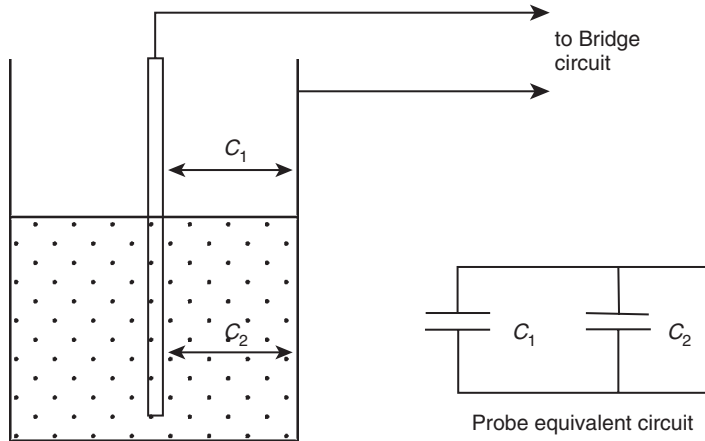 to Bridge
circuit
C1
C2
C1
C2
Probe equivalent circuit